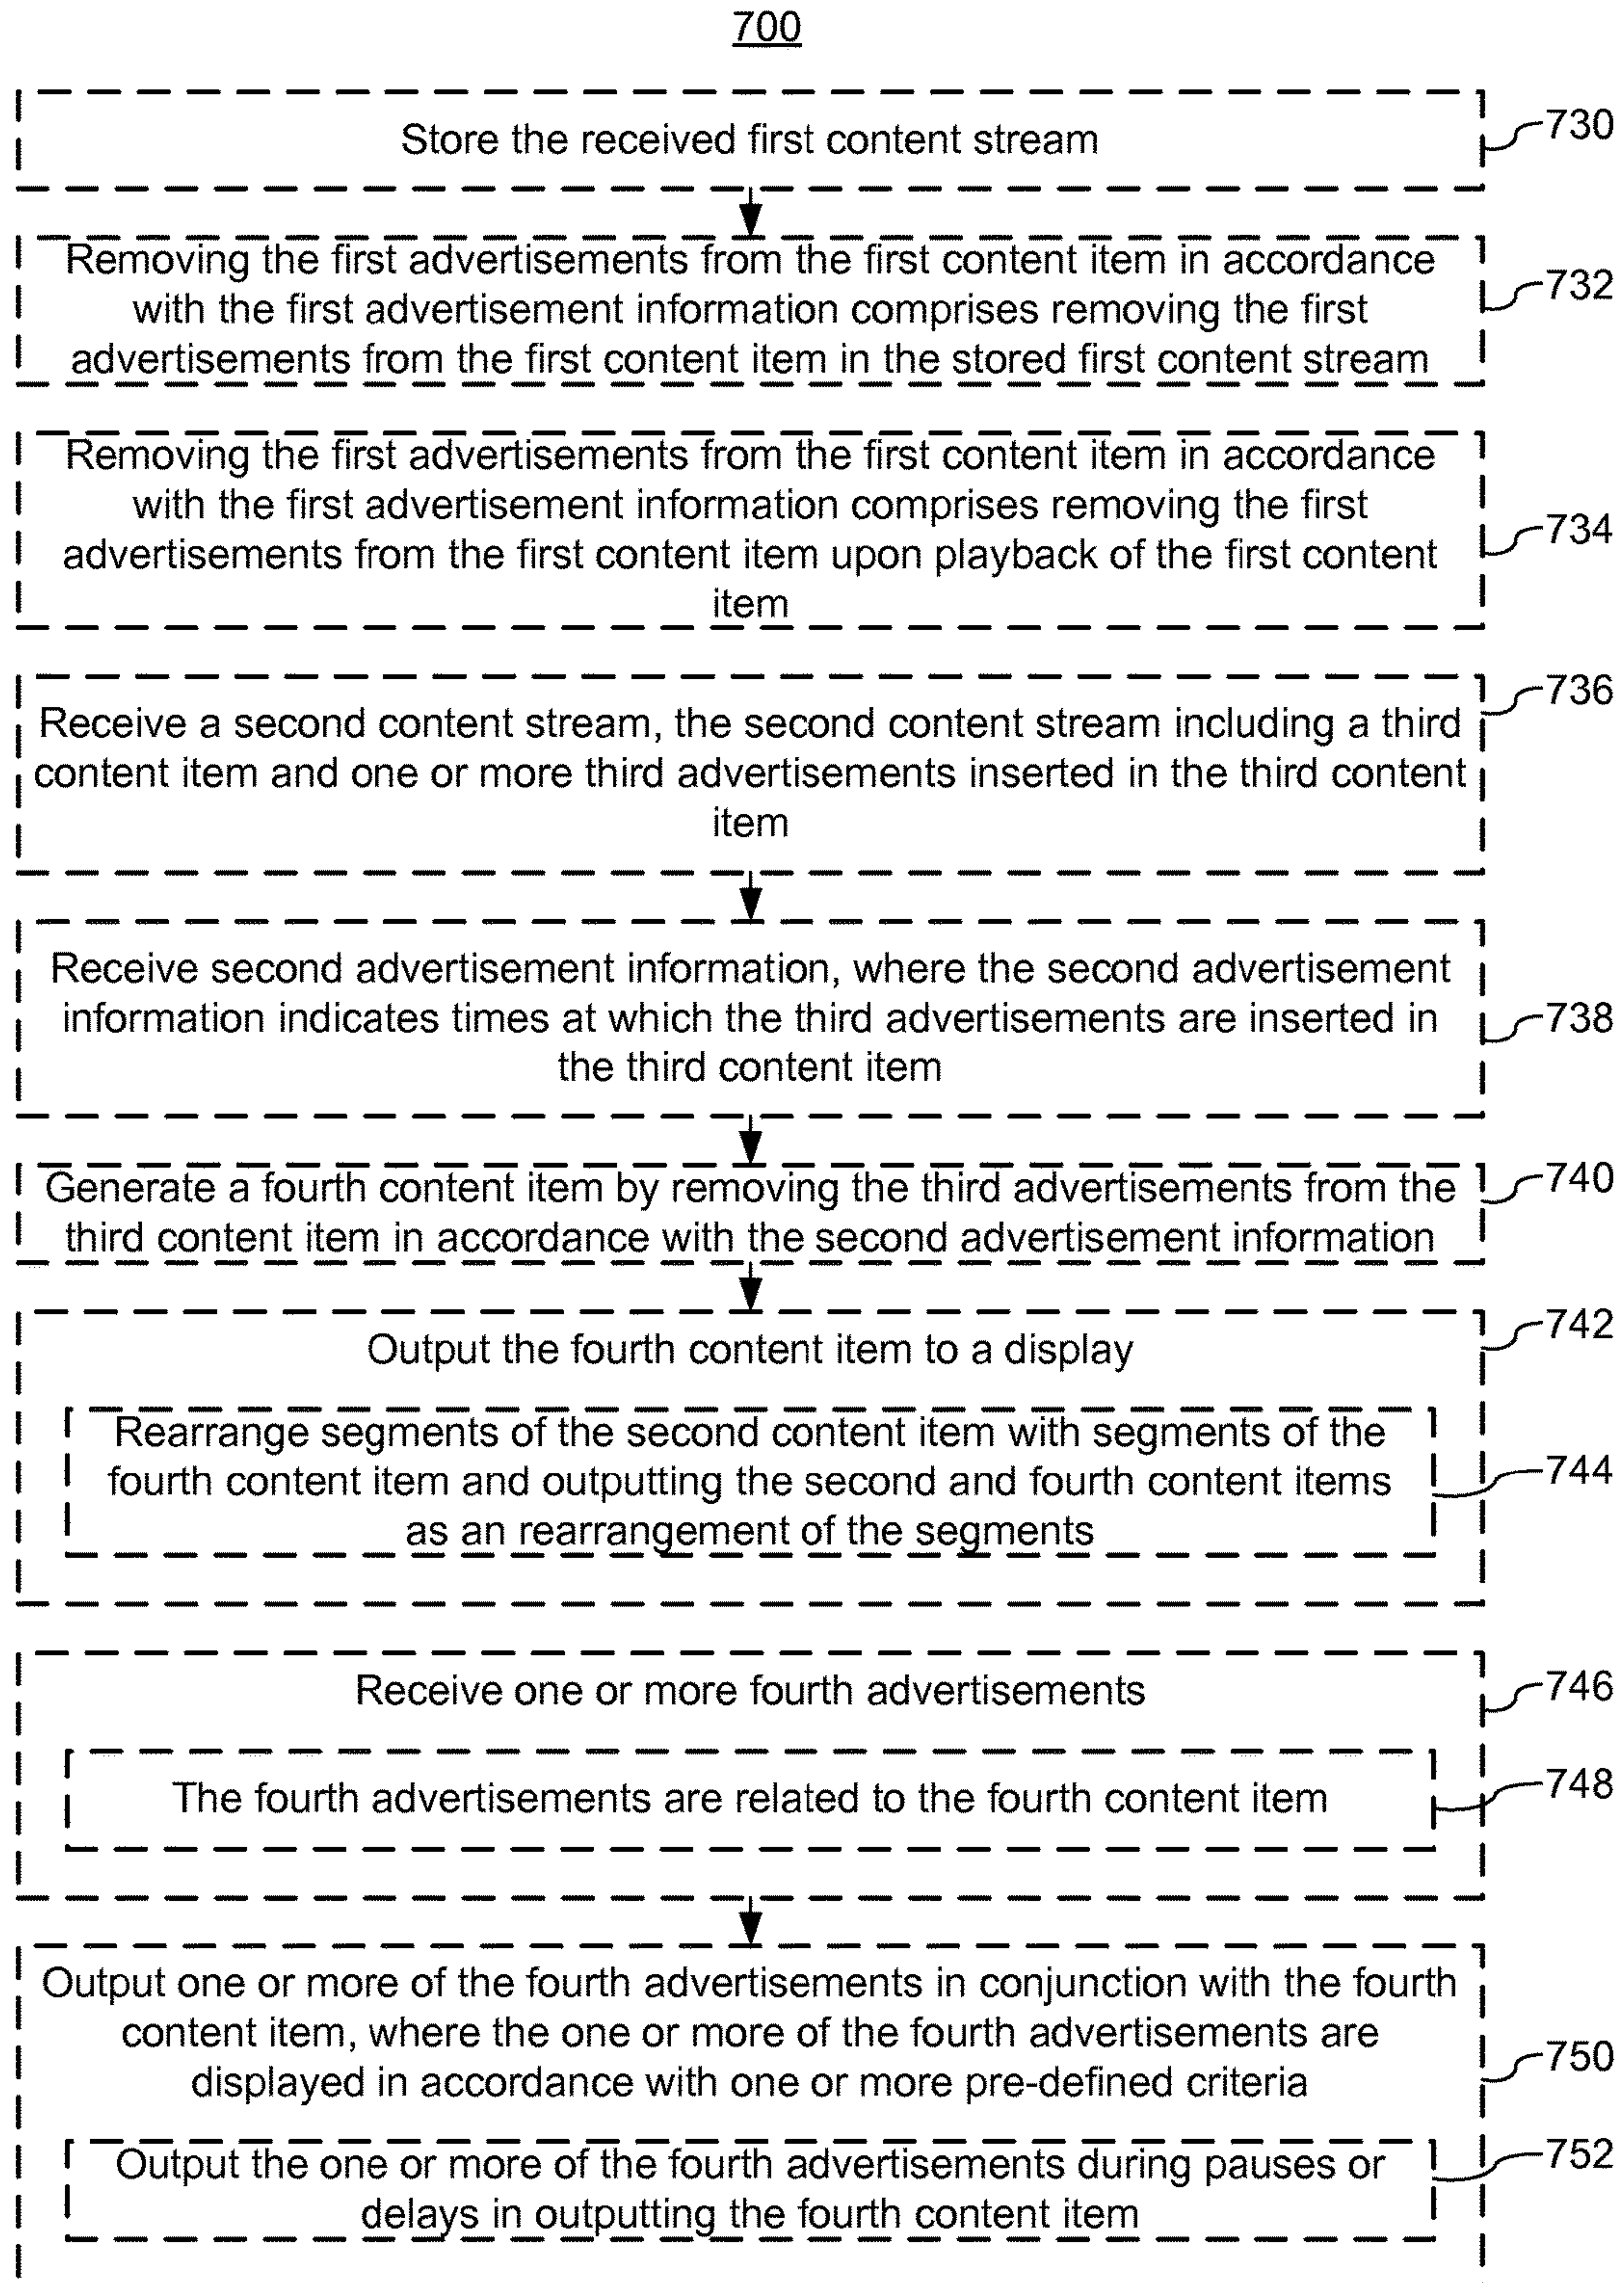 700
Store the received first content stream
730
Removing the first advertisements from the first content item in accordance
with the first advertisement information comprises removing the first
advertisements from the first content item in the stored first content stream
732
Removing the first advertisements from the first content item in accordance
with the first advertisement information comprises removing the first
advertisements from the first content item upon playback of the first content
item
734
Receive a second content stream, the second content stream including a third
content item and one or more third advertisements inserted in the third content
item
736
Receive second advertisement information, where the second advertisement
information indicates times at which the third advertisements are inserted in
the third content item
738
Generate a fourth content item by removing the third advertisements from the
third content item in accordance with the second advertisement information
740
Output the fourth content item to a display
742
Rearrange segments of the second content item with segments of the
fourth content item and outputting the second and fourth content items
as an rearrangement of the segments
744
Receive one or more fourth advertisements
746
The fourth advertisements are related to the fourth content item
748
Output one or more of the fourth advertisements in conjunction with the fourth
content item, where the one or more of the fourth advertisements are
displayed in accordance with one or more pre-defined criteria
750
Output the one or more of the fourth advertisements during pauses or
delays in outputting the fourth content item
752